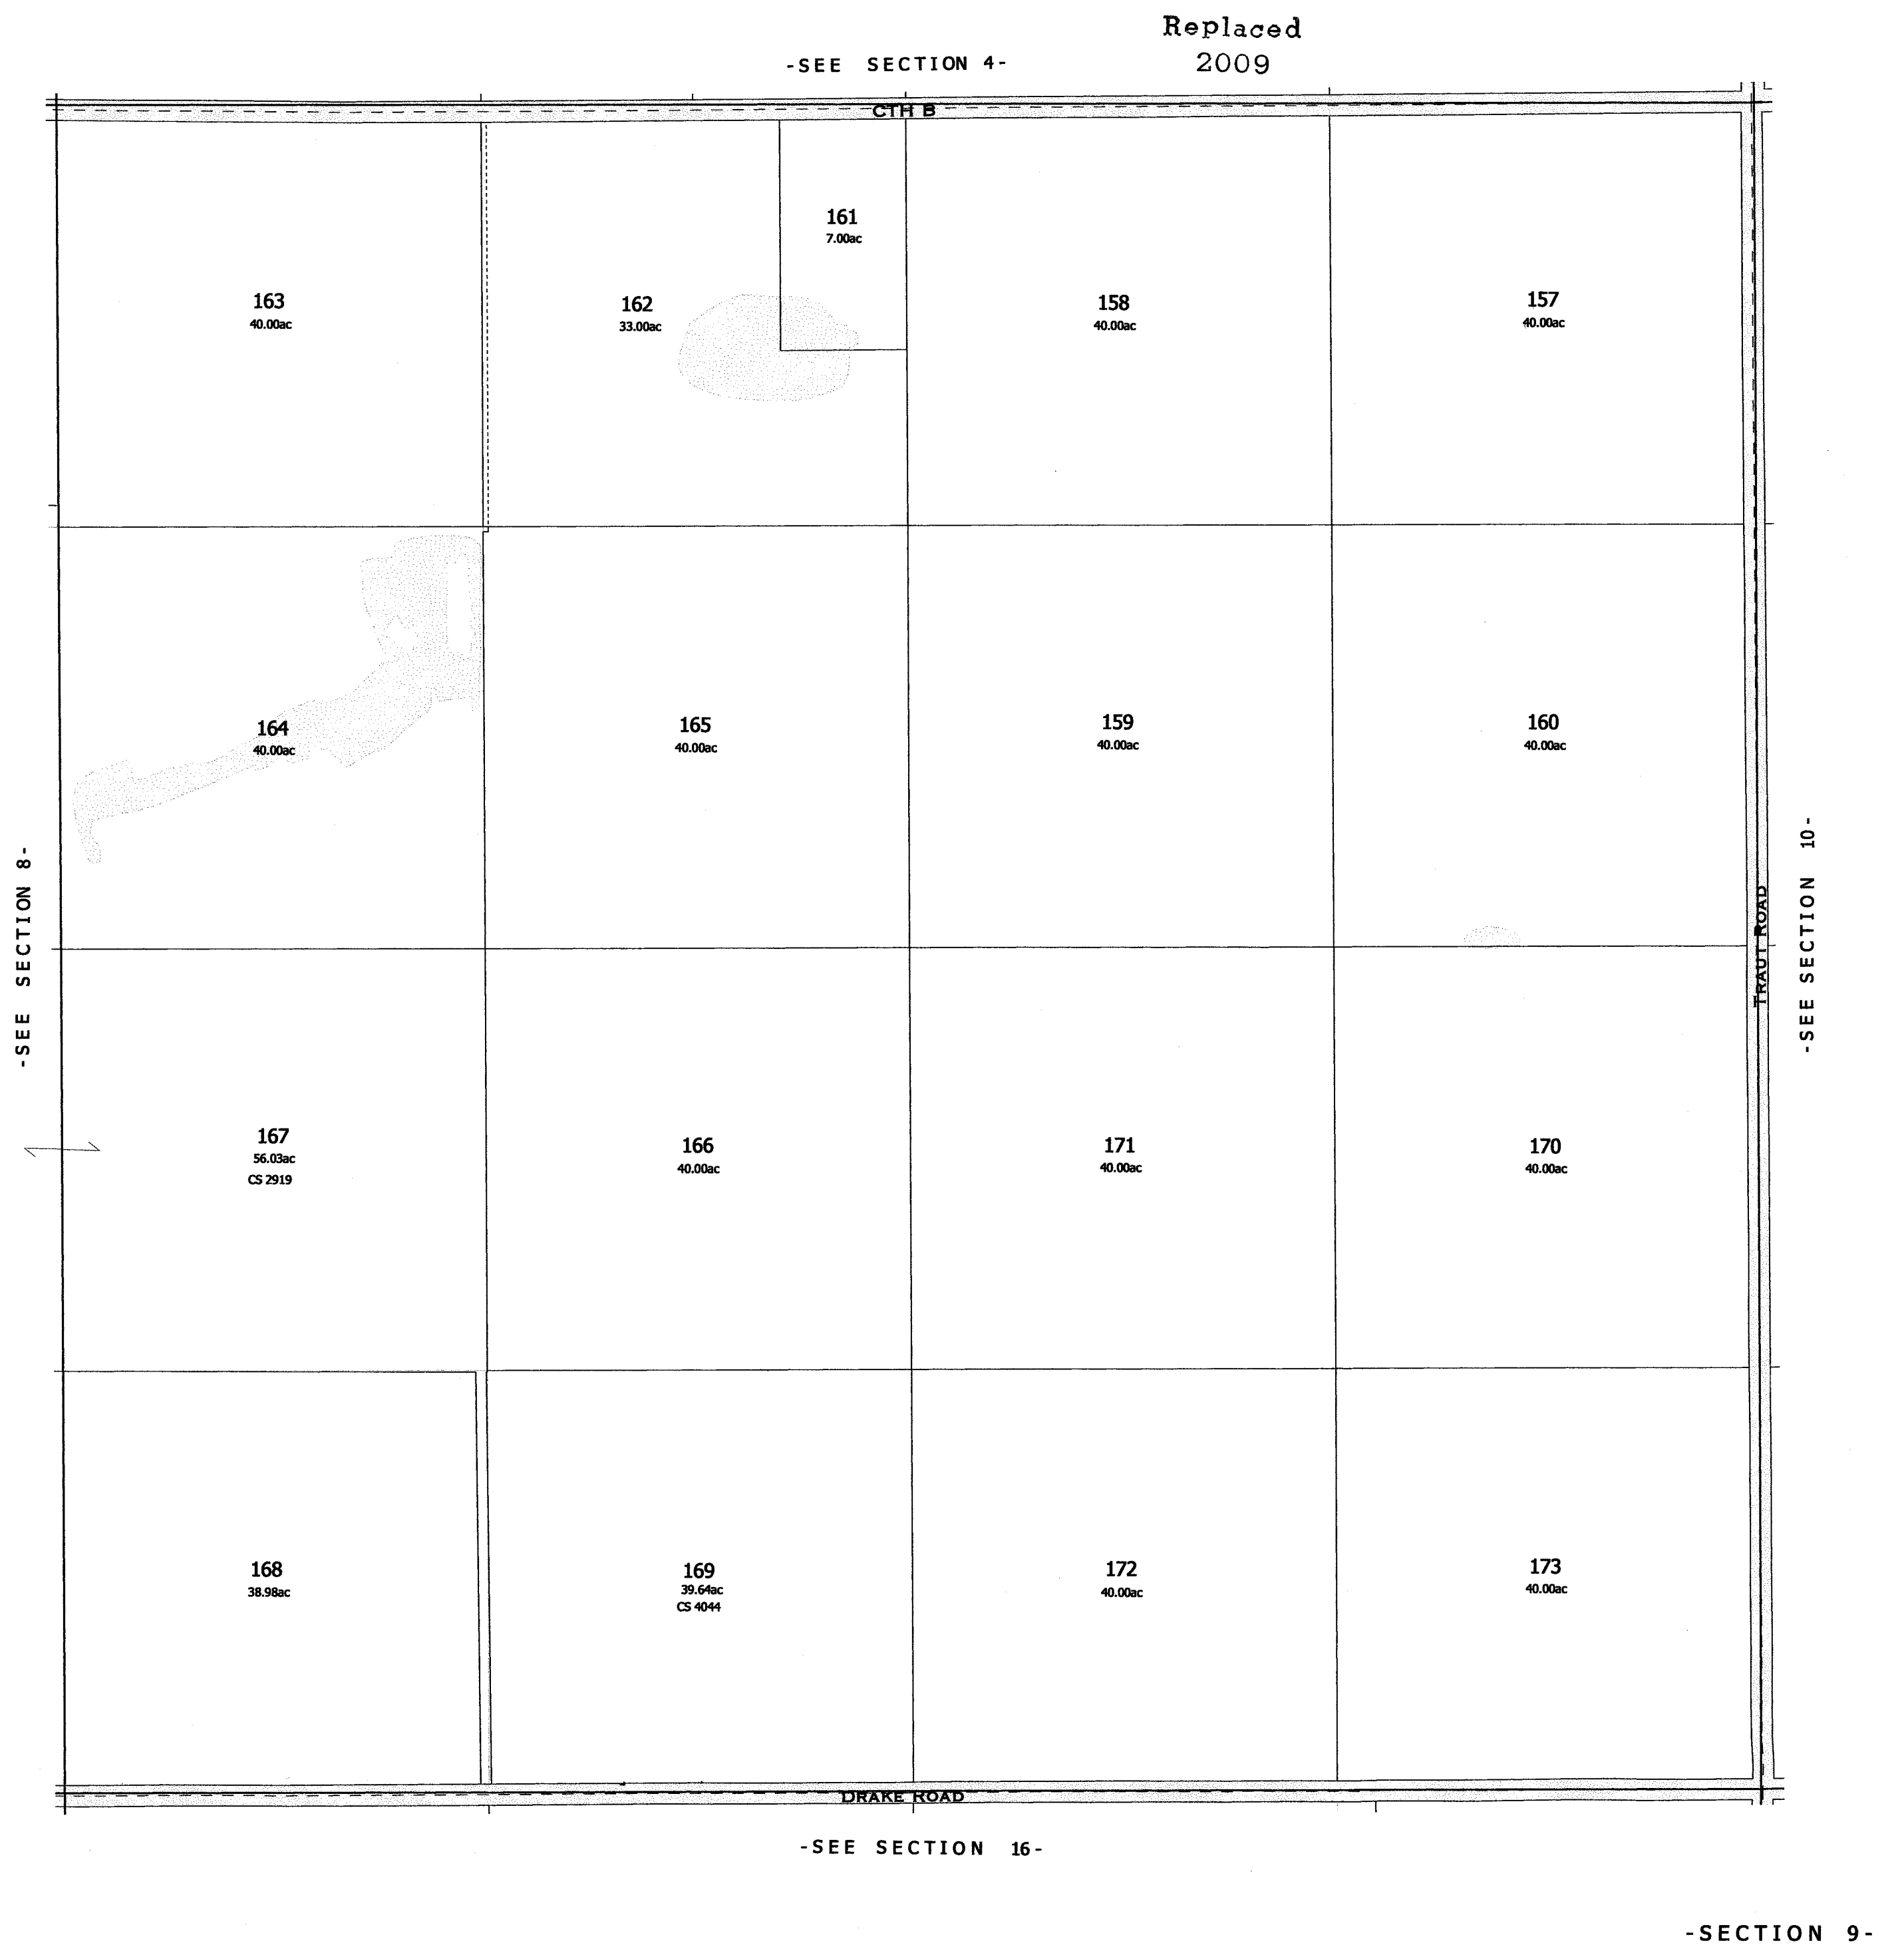 Replaced
2009
-SEE SECTION 4-
CTH B
161
7.00ac
163
40.00ac
162
33.00ac
158
40.00ac
157
40.00ac
164
40.00ac
165
40.00ac
159
40.00ac
160
40.00ac
-SEE SECTION 8-
TRAUT ROAD
-SEE SECTION 10-
167
56.03ac
CS 2919
166
40.00ac
171
40.00ac
170
40.00ac
168
38.98ac
169
39.64ac
CS 4044
172
40.00ac
173
40.00ac
DRAKE ROAD
-SEE SECTION 16-
-SECTION 9-